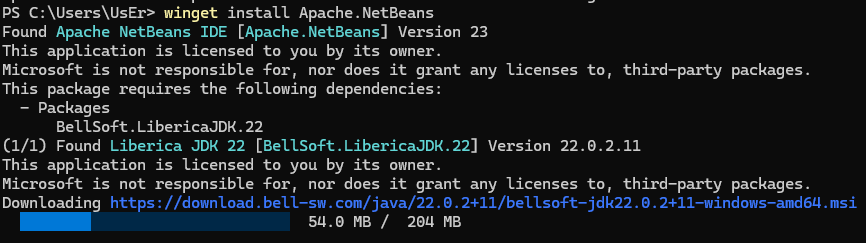 PS C:\Users\UsEr> winget install Apache.NetBeans
Found Apache NetBeans IDE [Apache.NetBeans] Version 23
This application is licensed to you by its owner.
Microsoft is not responsible for, nor does it grant any licenses to, third-party packages.
This package requires the following dependencies:
  - Packages
      BellSoft.LibericaJDK.22
(1/1) Found Liberica JDK 22 [BellSoft.LibericaJDK.22] Version 22.0.2.11
This application is licensed to you by its owner.
Microsoft is not responsible for, nor does it grant any licenses to, third-party packages.
Downloading https://download.bell-sw.com/java/22.0.2+11/bellsoft-jdk22.0.2+11-windows-amd64.msi
54.0 MB / 204 MB